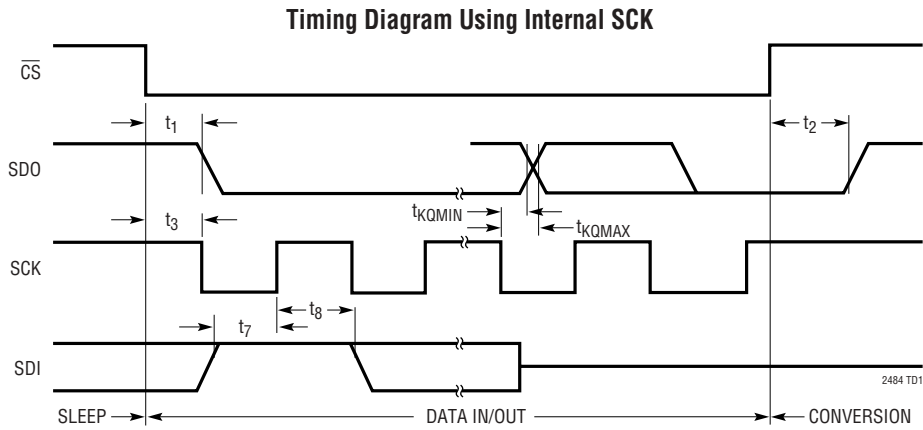 Timing Diagram Using Internal SCK
CS
t1
t2
SDO
tKQMIN
t3
tKQMAX
SCK
t7
t8
SDI
2484 TD1
SLEEP
DATA IN/OUT
CONVERSION